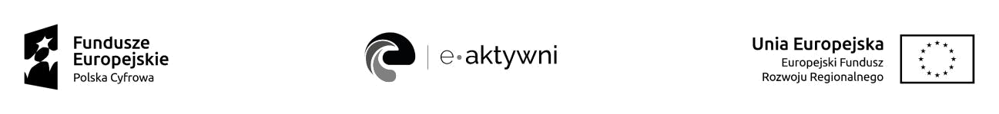 Fundusze
Europejskie
Polska Cyfrowa
e·aktywni
Unia Europejska
Europejski Fundusz
Rozwoju Regionalnego